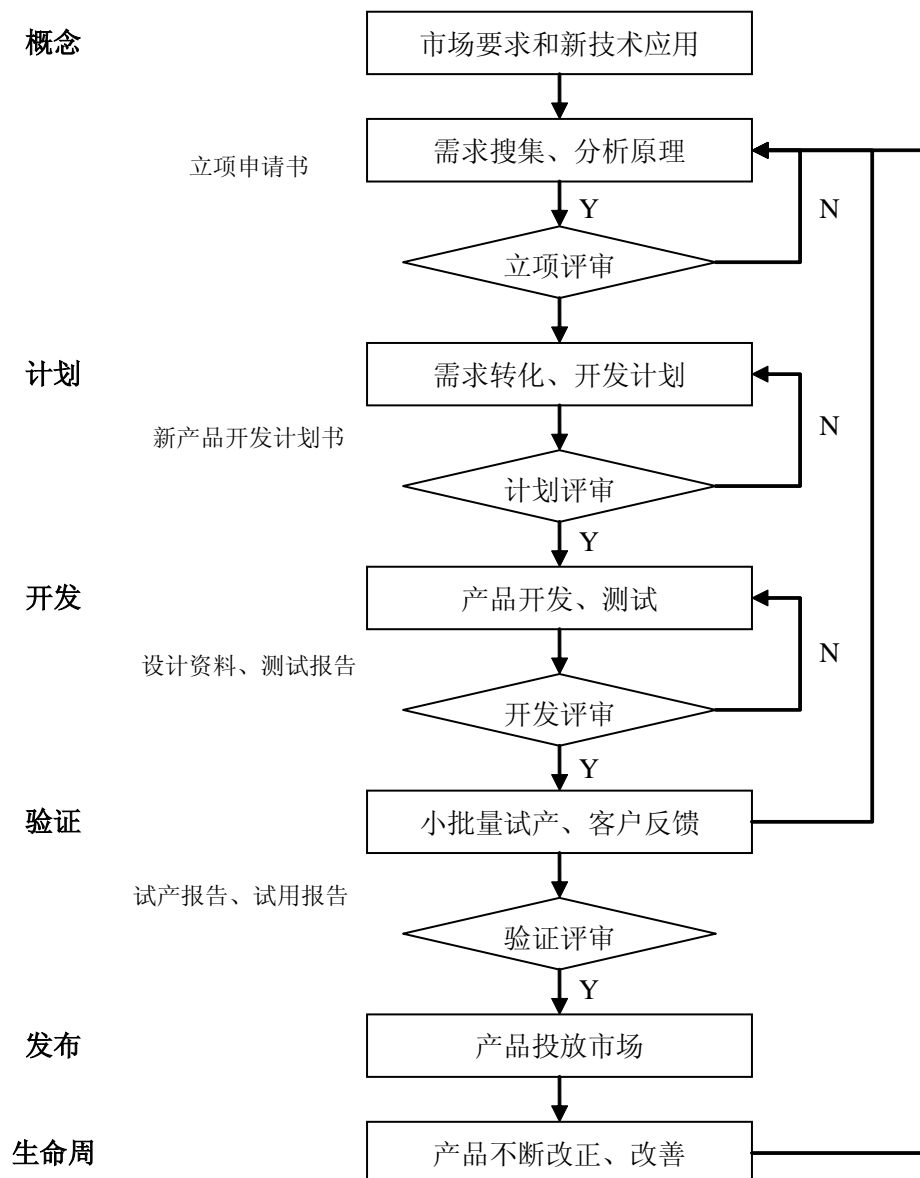 概念
市场要求和新技术应用
需求搜集、分析原理
立项申请书
Y
N
立项评审
计划
需求转化、开发计划
新产品开发计划书
N
计划评审
Y
开发
产品开发、测试
设计资料、测试报告
N
开发评审
Y
验证
小批量试产、客户反馈
试产报告、试用报告
验证评审
Y
发布
产品投放市场
生命周
产品不断改正、改善